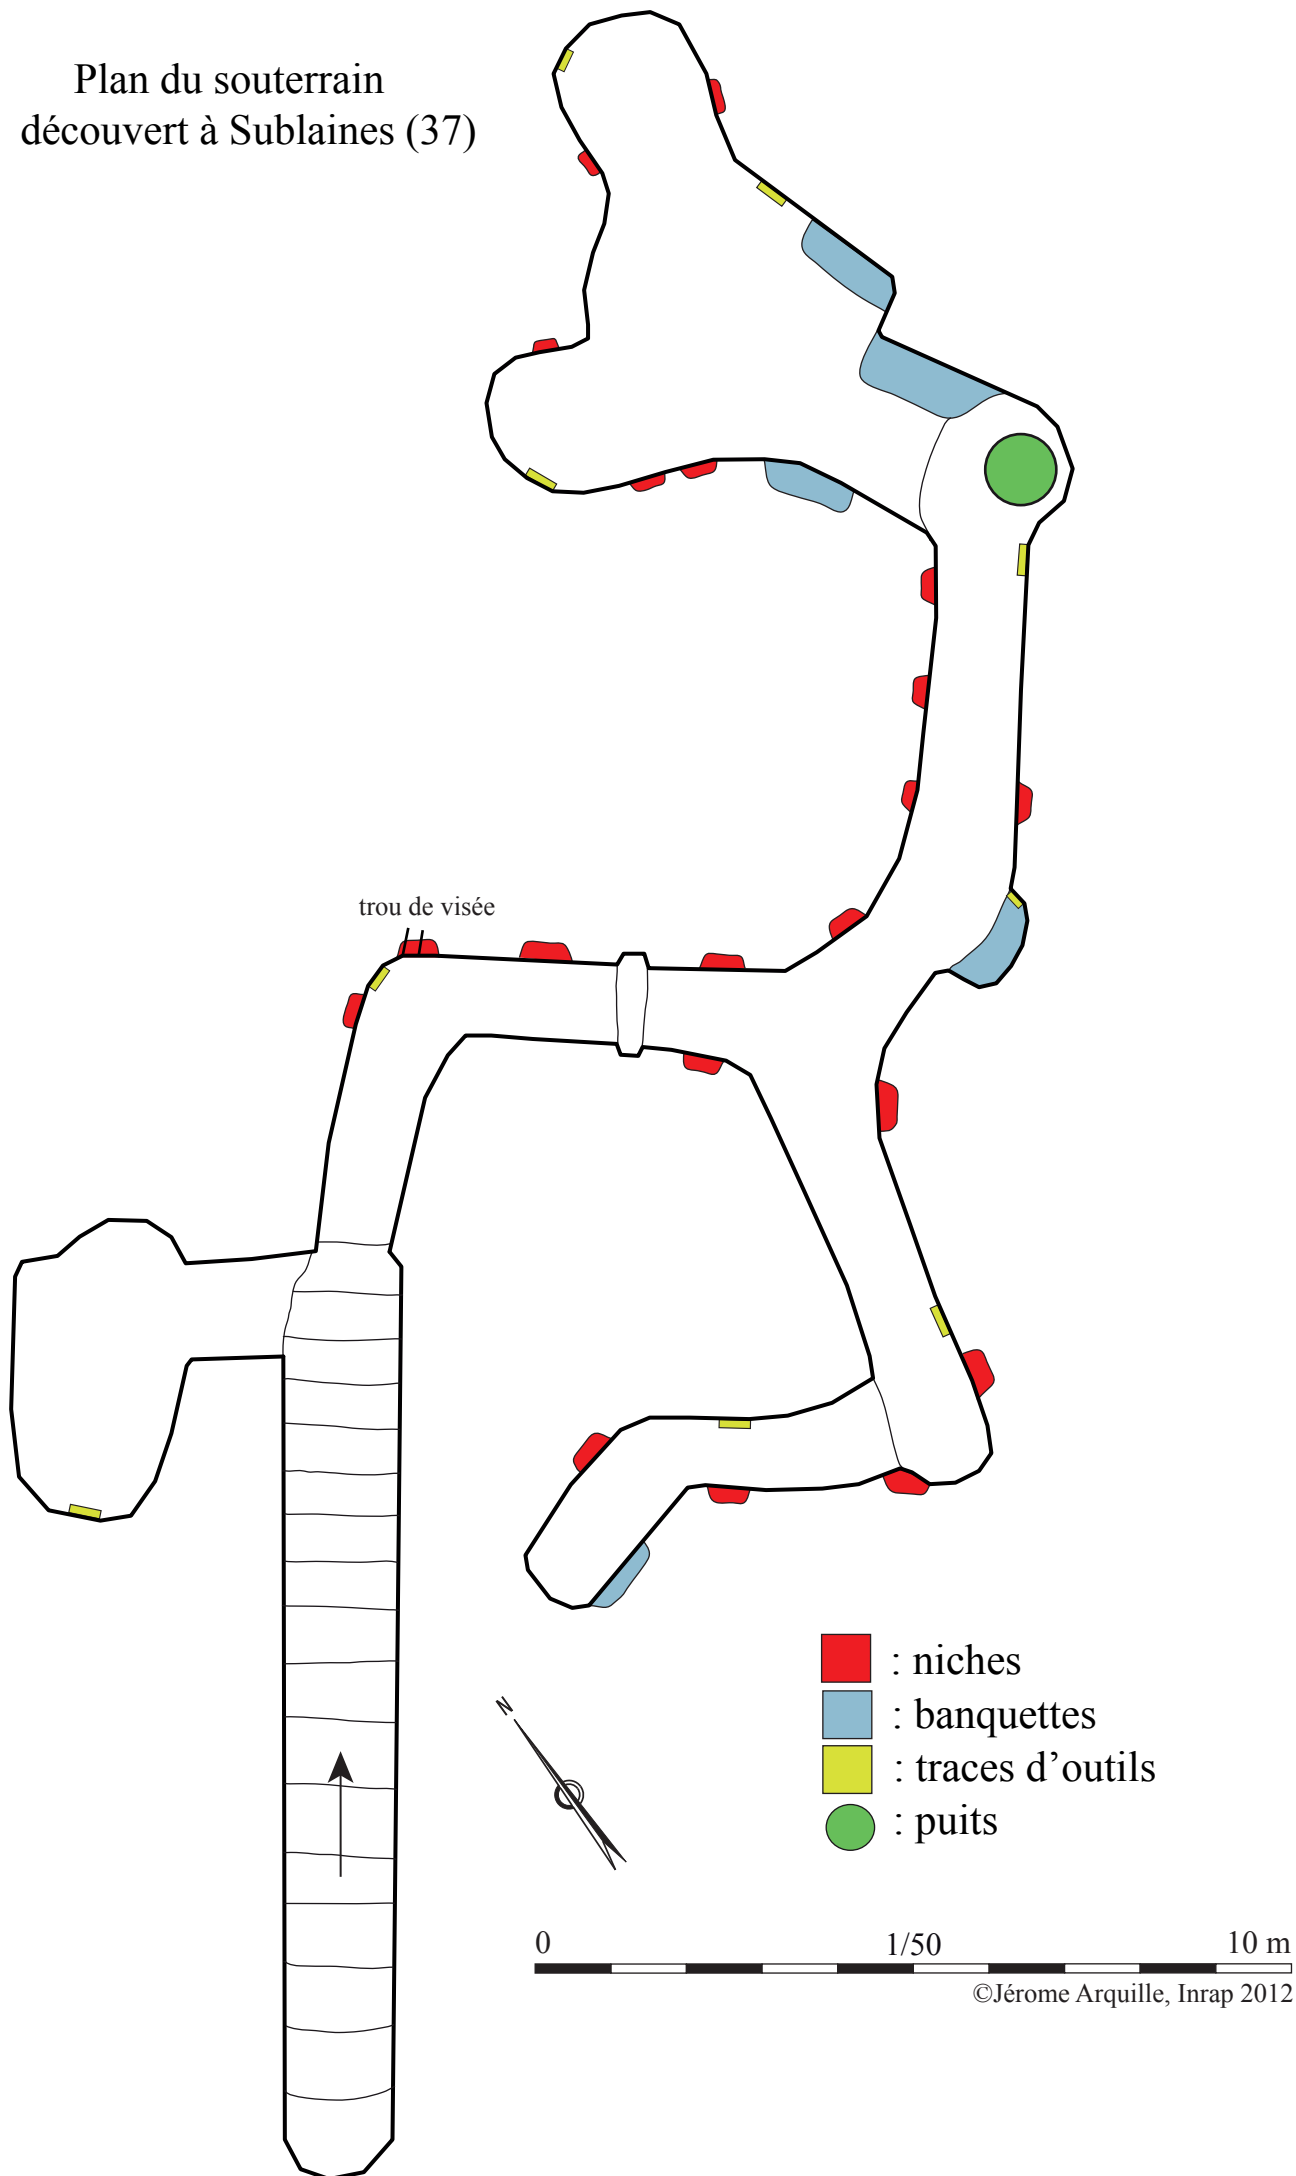 Plan du souterrain
découvert à Sublaines (37)
trou de visée
N
: niches
: banquettes
: traces d’outils
: puits
0 1/50 10 m
©Jérome Arquille, Inrap 2012